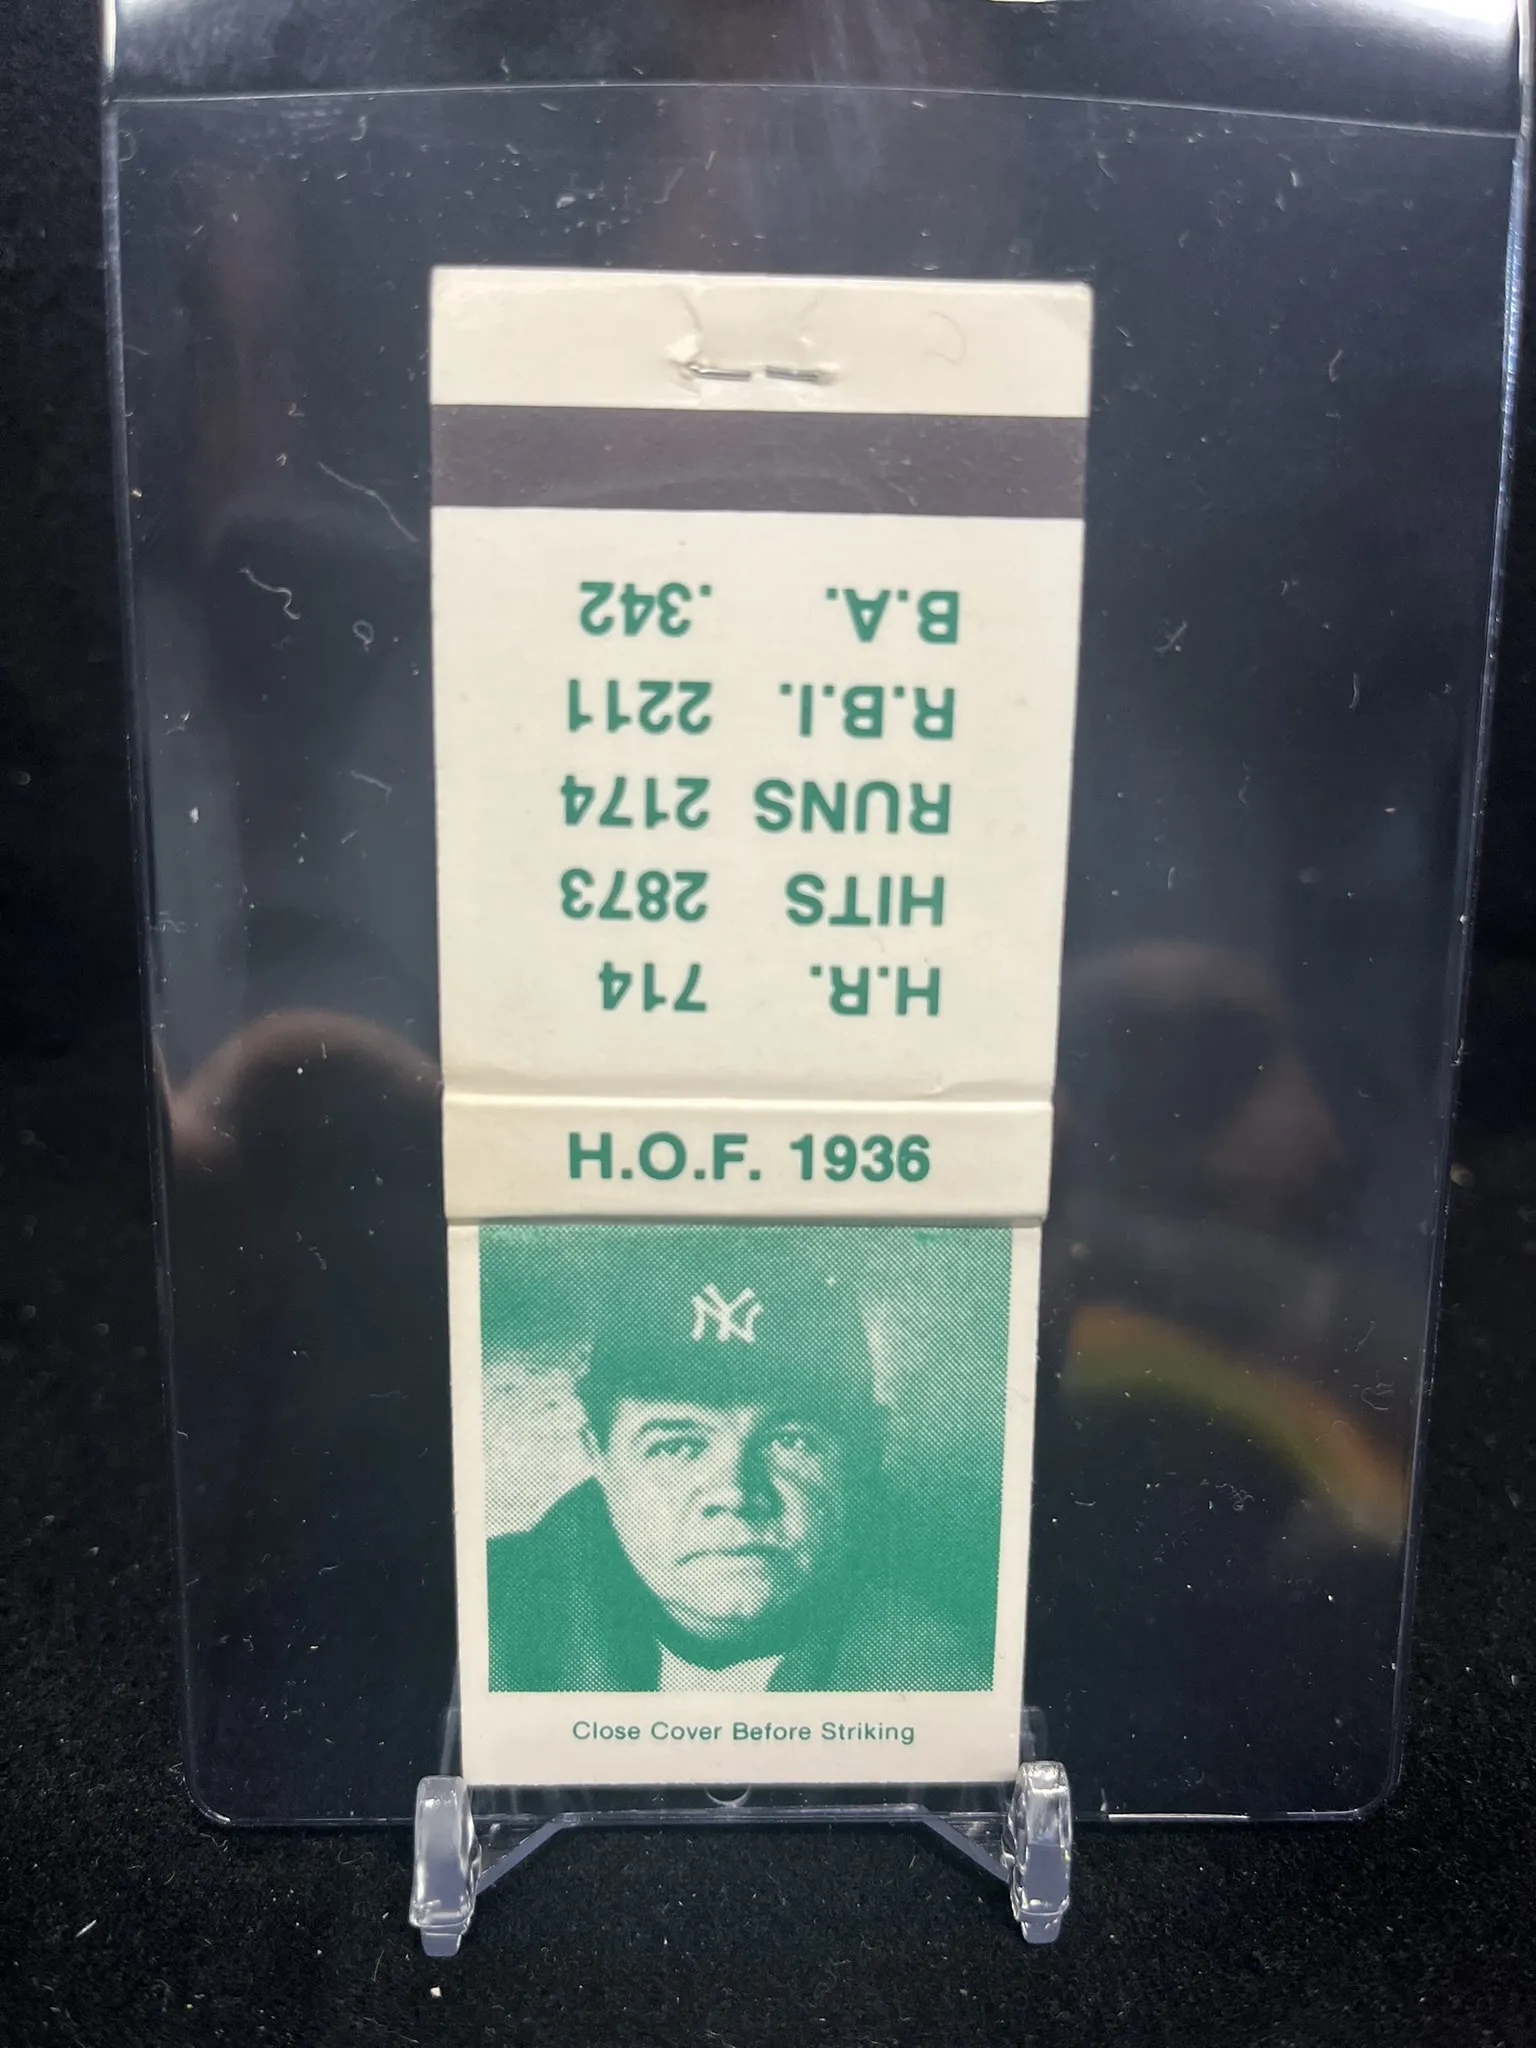 H.R. 714
HITS 2873
RUNS 2174
R.B.I. 2211
B.A. .342
H.O.F. 1936
NY
Close Cover Before Striking